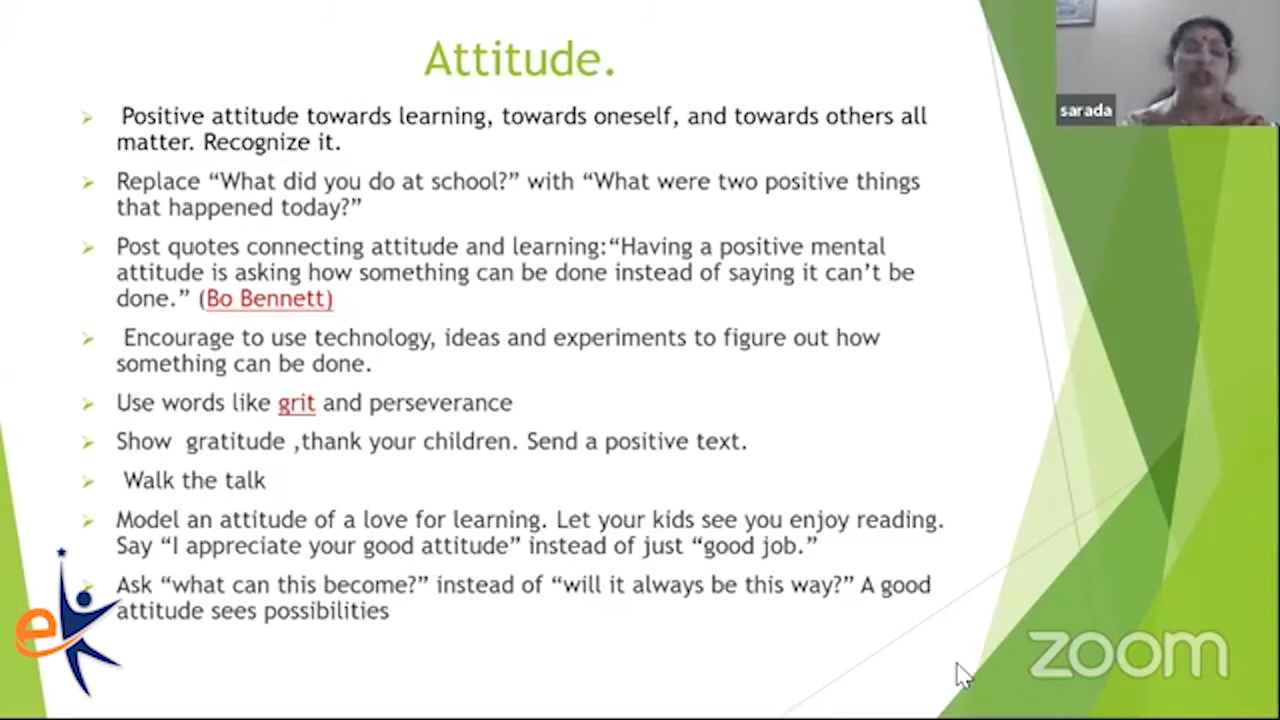 Attitude.
sarada
Positive attitude towards learning, towards oneself, and towards others all
matter. Recognize it.
Replace “What did you do at school?” with “What were two positive things
that happened today?”
Post quotes connecting attitude and learning:“Having a positive mental
attitude is asking how something can be done instead of saying it can’t be
done.” (Bo Bennett)
Encourage to use technology, ideas and experiments to figure out how
something can be done.
Use words like grit and perseverance
Show  gratitude ,thank your children. Send a positive text.
Walk the talk
Model an attitude of a love for learning. Let your kids see you enjoy reading.
Say “I appreciate your good attitude” instead of just “good job.”
Ask “what can this become?” instead of “will it always be this way?” A good
attitude sees possibilities
e
zoom